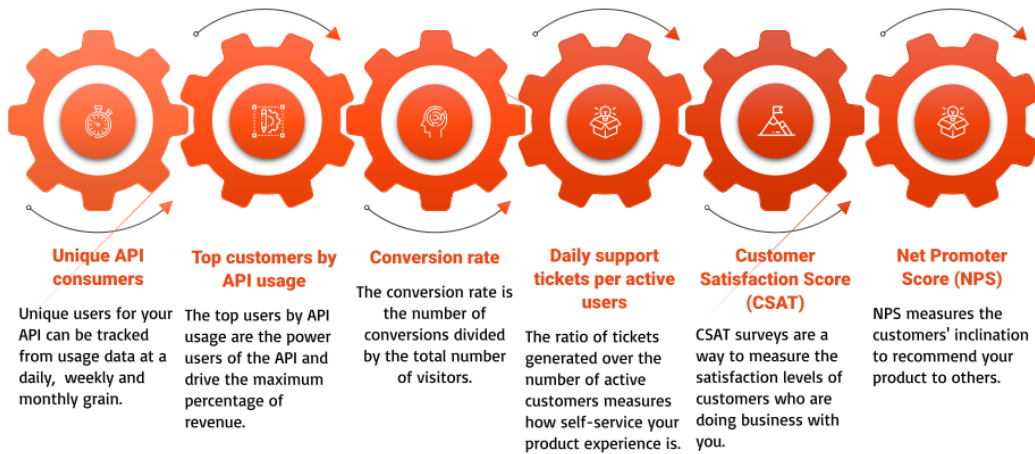 Unique API
consumers
Unique users for your
API can be tracked
from usage data at a
daily, weekly and
monthly grain.
Top customers by
API usage
The top users by API
usage are the power
users of the API and
drive the maximum
percentage of
revenue.
Conversion rate
The conversion rate is
the number of
conversions divided
by the total number
of visitors.
Daily support
tickets per active
users
The ratio of tickets
generated over the
number of active
customers measures
how self-service your
product experience is.
Customer
Satisfaction Score
(CSAT)
CSAT surveys are a
way to measure the
satisfaction levels of
customers who are
doing business with
you.
Net Promoter
Score (NPS)
NPS measures the
customers' inclination
to recommend your
product to others.